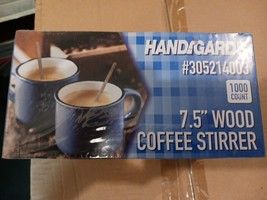 HANDGARDS
#305214003
1000
COUNT
7.5" WOOD
COFFEE STIRRER